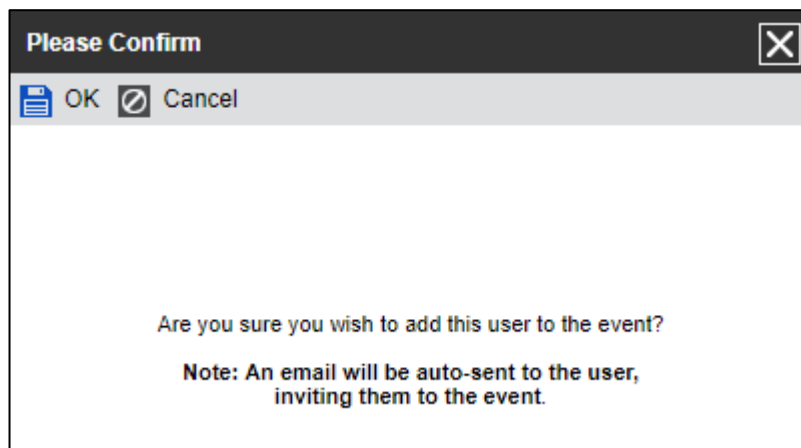 Please Confirm
OK Cancel
Are you sure you wish to add this user to the event?
Note: An email will be auto-sent to the user,
inviting them to the event.